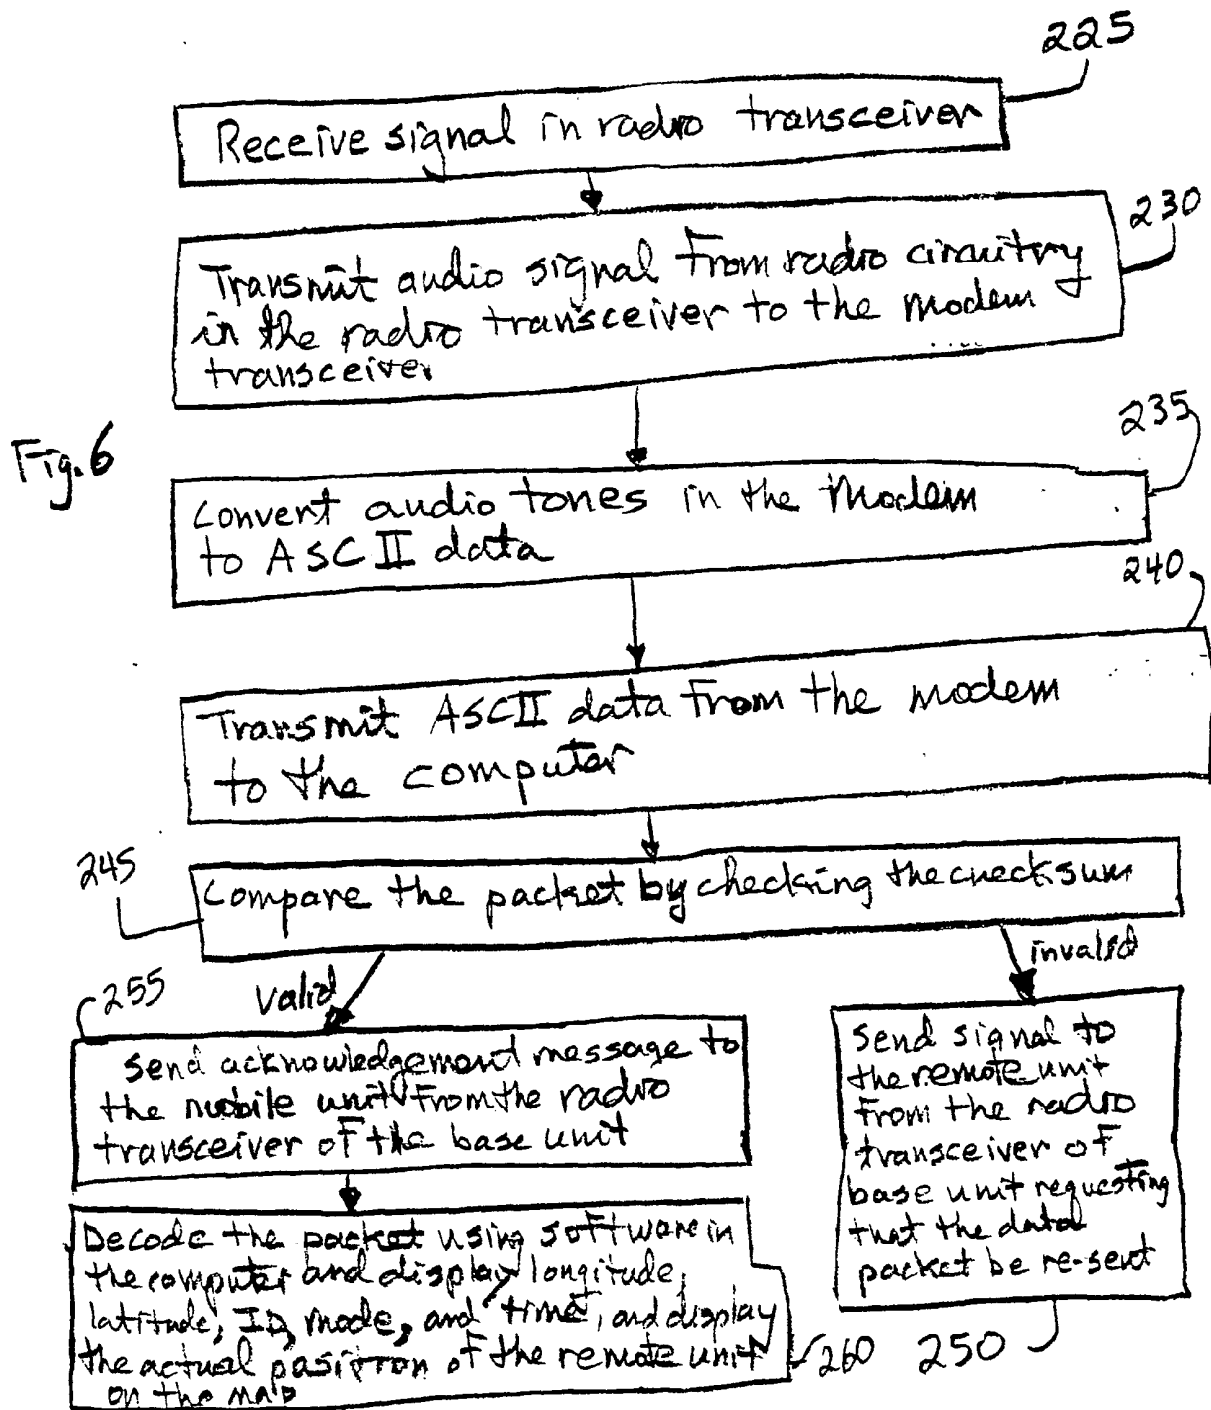 225
Receive signal in radio transceiver
230
Transmit audio signal from radio circuitry
in the radio transceiver to the modem
transceiver
Fig. 6
235
Convert audio tones in the modem
to ASCII data
240
Transmit ASCII data from the modem
to the computer
245
Compare the packet by checking the checksum
Valid
invalid
255
Send acknowledgement message to
the mobile unit from the radio
transceiver of the base unit
Send signal to
the remote unit
from the radio
transceiver of
base unit requesting
that the data
packet be re-sent
250
Decode the packet using software in
the computer and display longitude,
latitude, ID, mode, and time, and display
the actual position of the remote unit
on the map
260